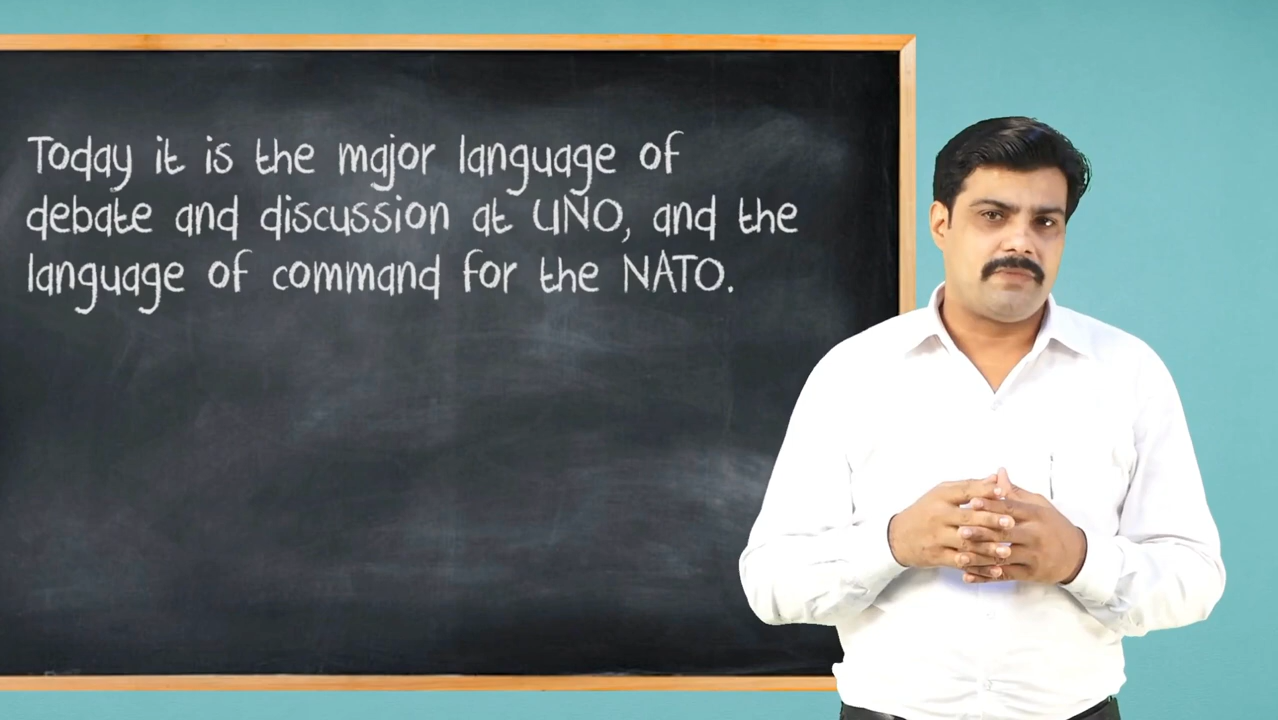 Today it is the major language of
debate and discussion at UNO, and the
language of command for the NATO.